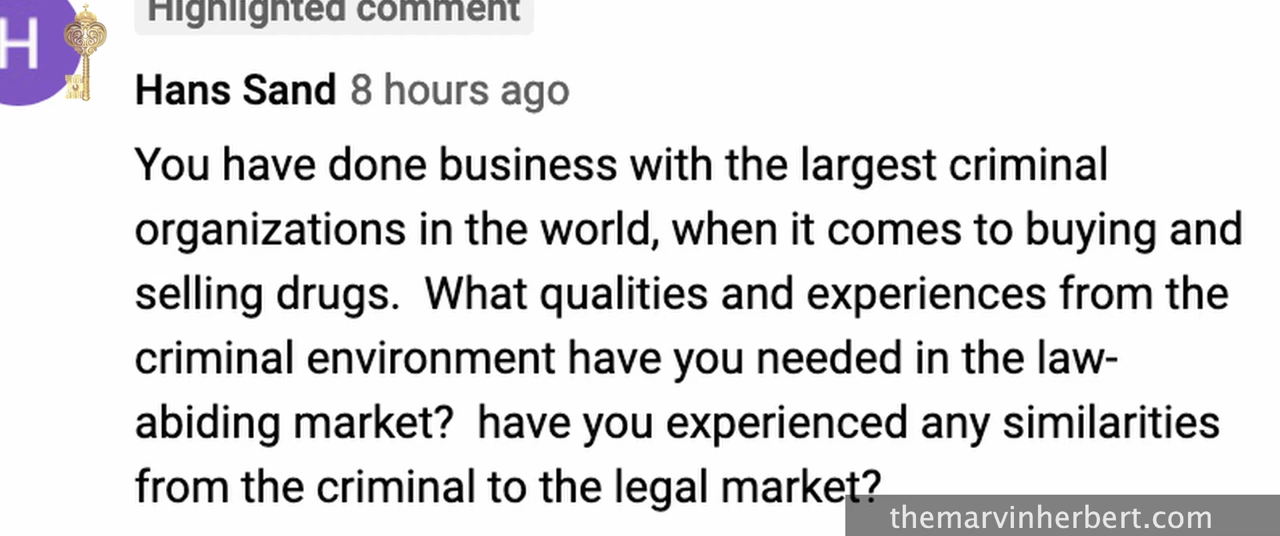 Highlighted comment
H
Hans Sand 8 hours ago
You have done business with the largest criminal
organizations in the world, when it comes to buying and
selling drugs.  What qualities and experiences from the
criminal environment have you needed in the law-
abiding market?  have you experienced any similarities
from the criminal to the legal market?
themarvinherbert.com